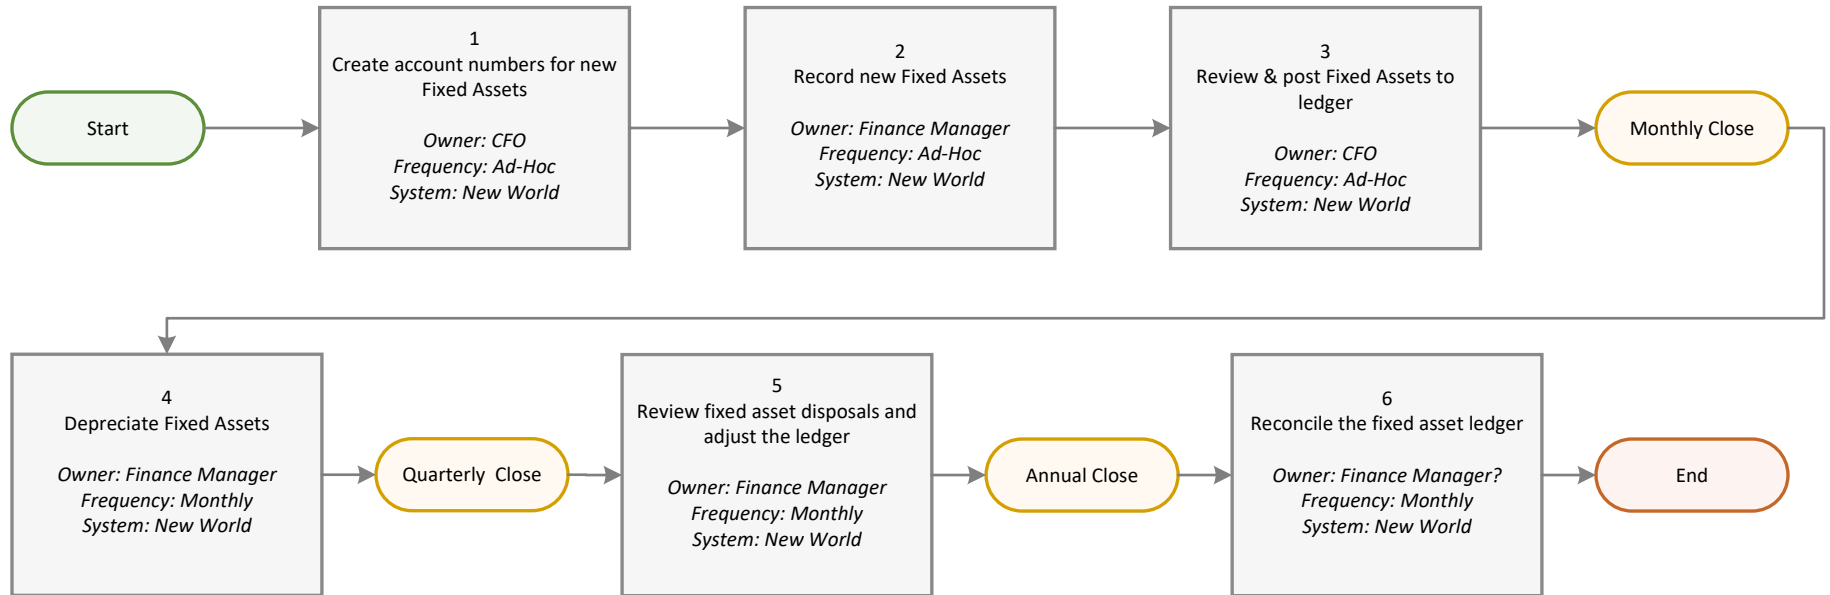 Start
1
Create account numbers for new
Fixed Assets
Owner: CFO
Frequency: Ad-Hoc
System: New World
2
Record new Fixed Assets
Owner: Finance Manager
Frequency: Ad-Hoc
System: New World
3
Review & post Fixed Assets to
ledger
Owner: CFO
Frequency: Ad-Hoc
System: New World
Monthly Close
4
Depreciate Fixed Assets
Owner: Finance Manager
Frequency: Monthly
System: New World
Quarterly Close
5
Review fixed asset disposals and
adjust the ledger
Owner: Finance Manager
Frequency: Monthly
System: New World
Annual Close
6
Reconcile the fixed asset ledger
Owner: Finance Manager?
Frequency: Monthly
System: New World
End